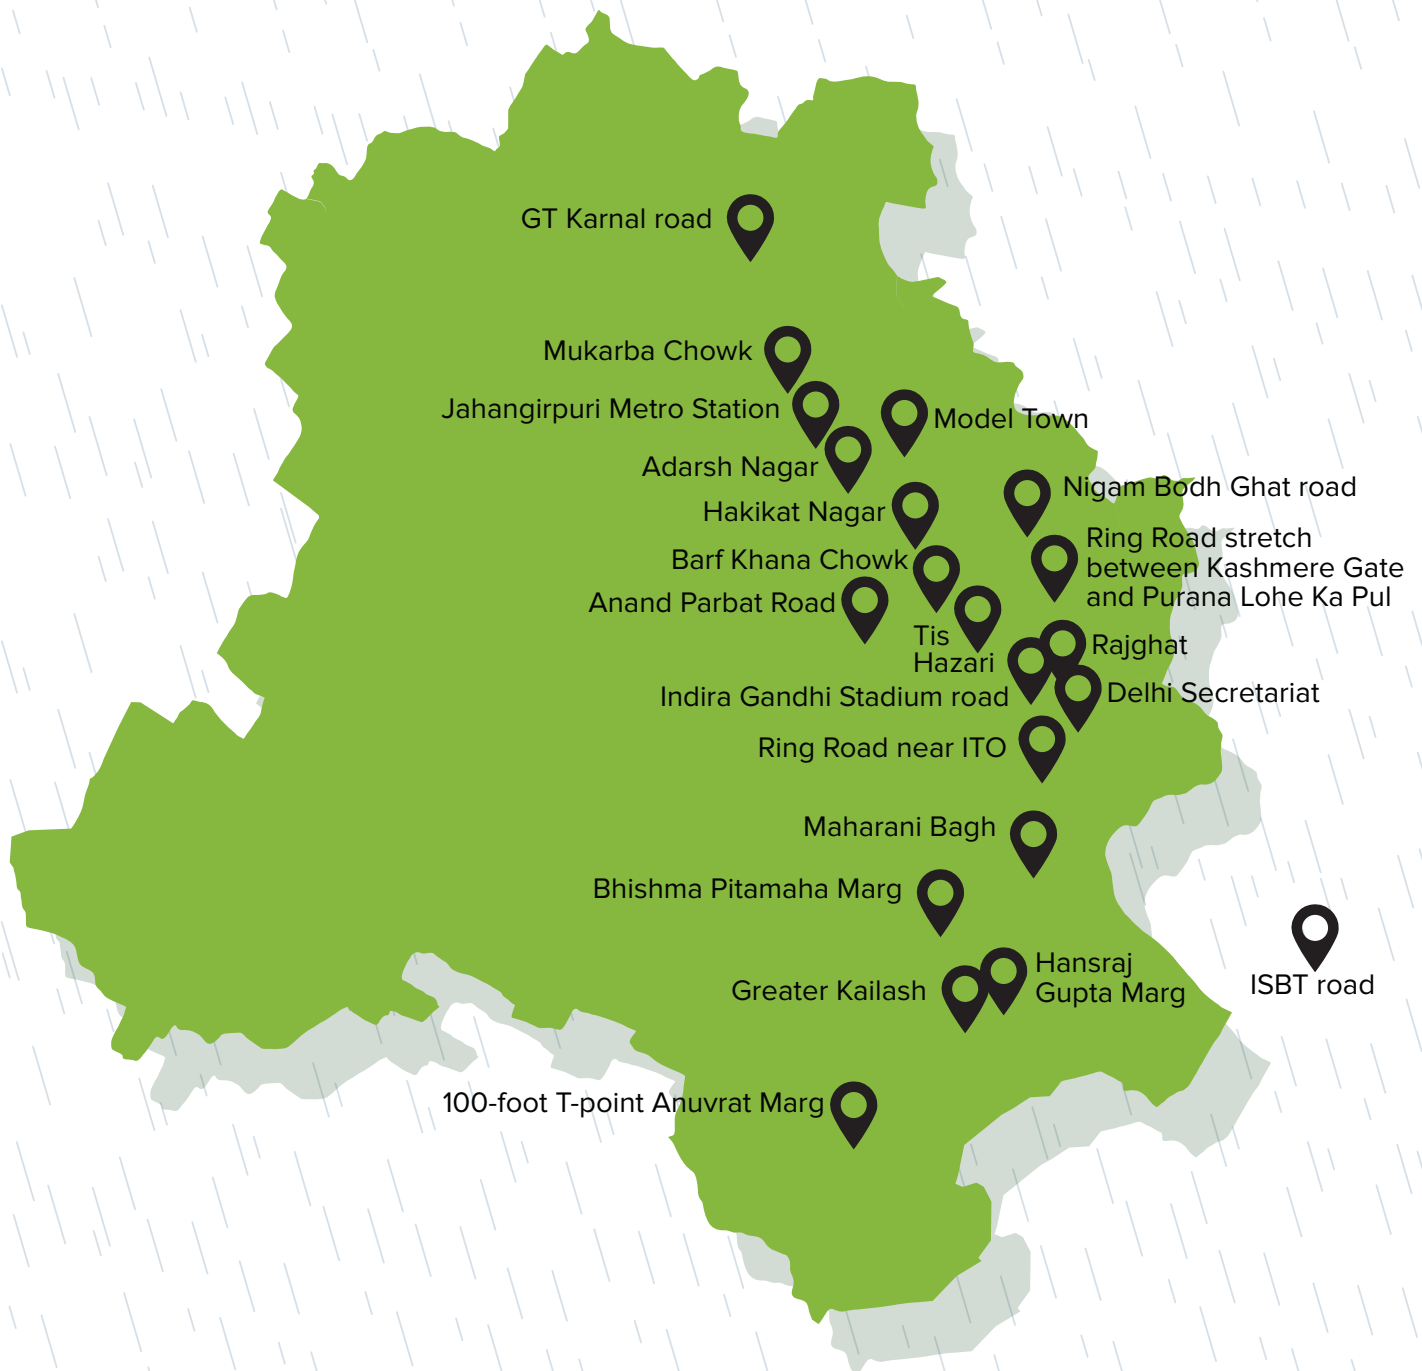 GT Karnal road
Mukarba Chowk
Jahangirpuri Metro Station
Model Town
Adarsh Nagar
Nigam Bodh Ghat road
Hakikat Nagar
Ring Road stretch
between Kashmere Gate
and Purana Lohe Ka Pul
Barf Khana Chowk
Anand Parbat Road
Tis
Hazari
Rajghat
Indira Gandhi Stadium road
Delhi Secretariat
Ring Road near ITO
Maharani Bagh
Bhishma Pitamaha Marg
Hansraj
Gupta Marg
Greater Kailash
ISBT road
100-foot T-point Anuvrat Marg